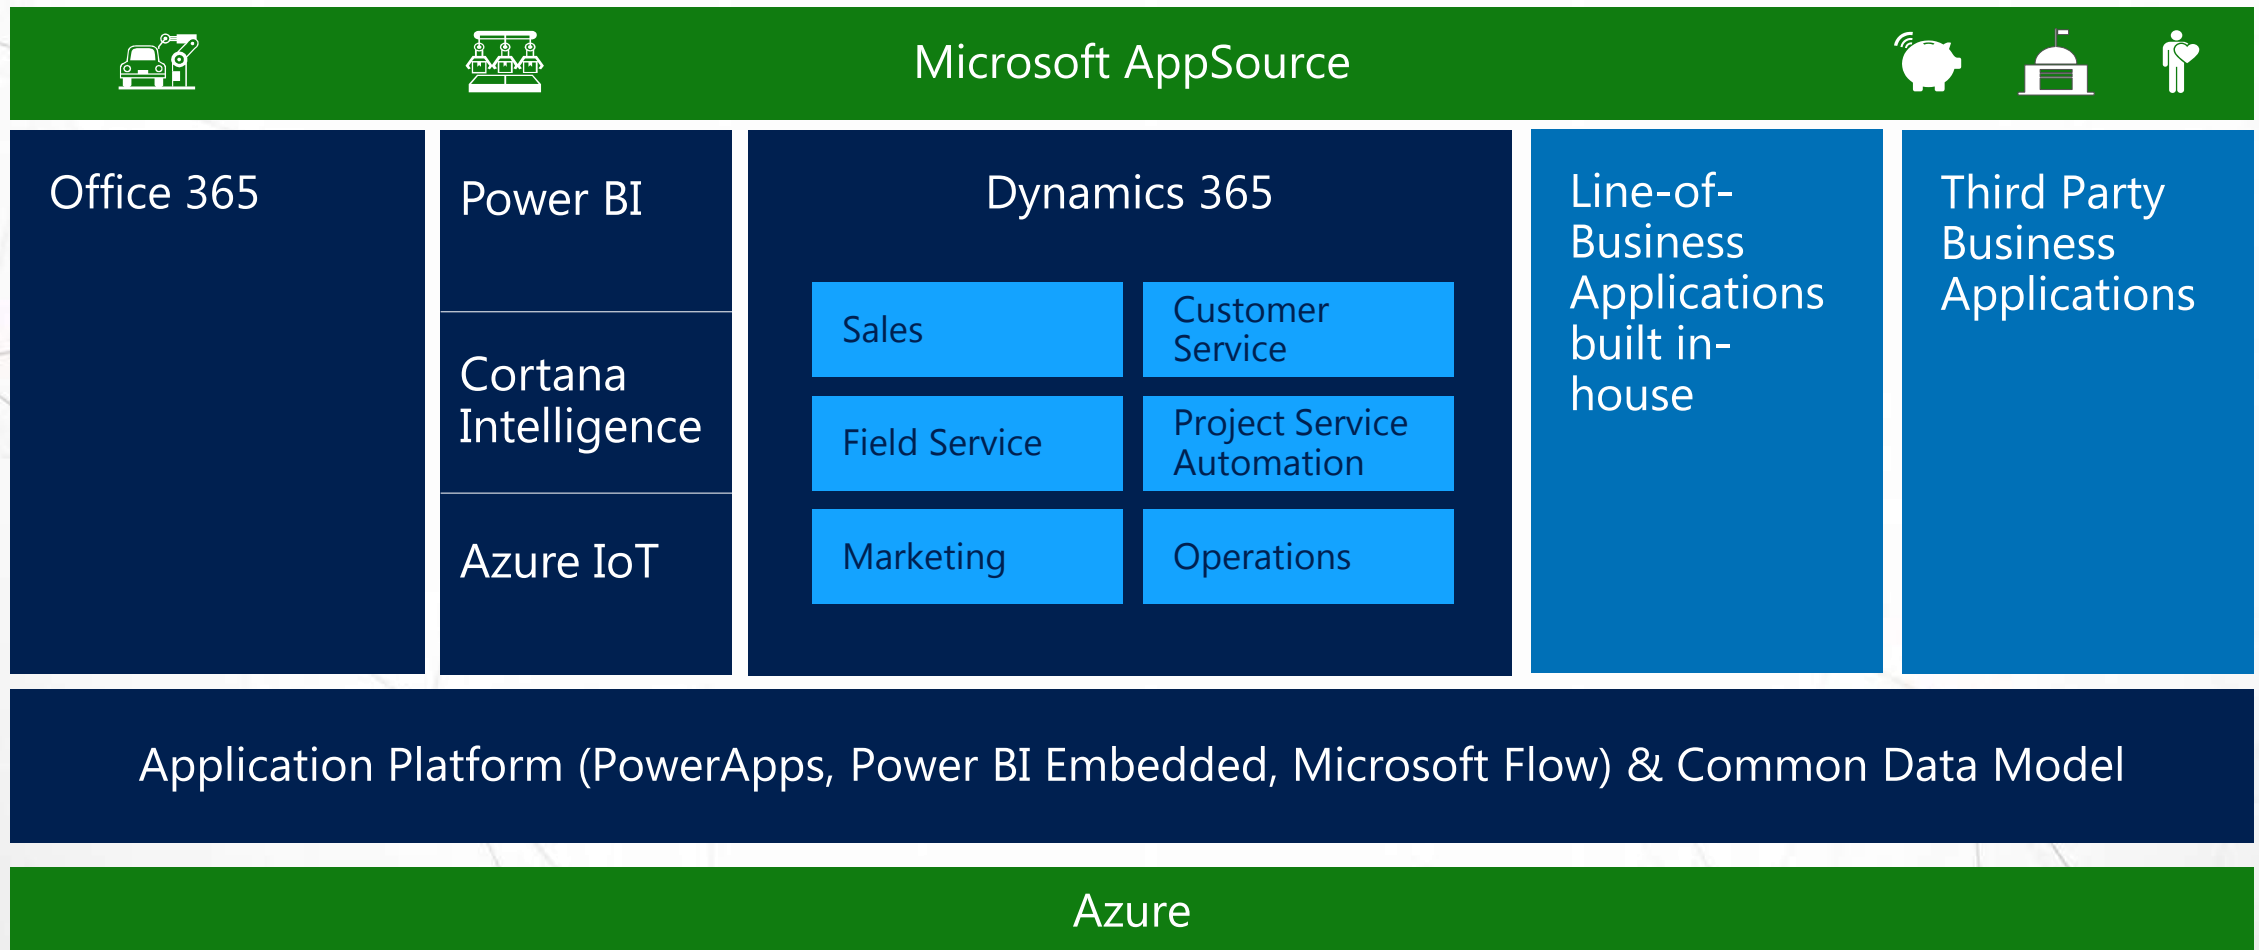 Microsoft AppSource
Office 365
Power BI
Cortana
Intelligence
Azure IoT
Dynamics 365
Sales
Customer
Service
Field Service
Project Service
Automation
Marketing
Operations
Line-of-
Business
Applications
built in-
house
Third Party
Business
Applications
Application Platform (PowerApps, Power BI Embedded, Microsoft Flow) & Common Data Model
Azure